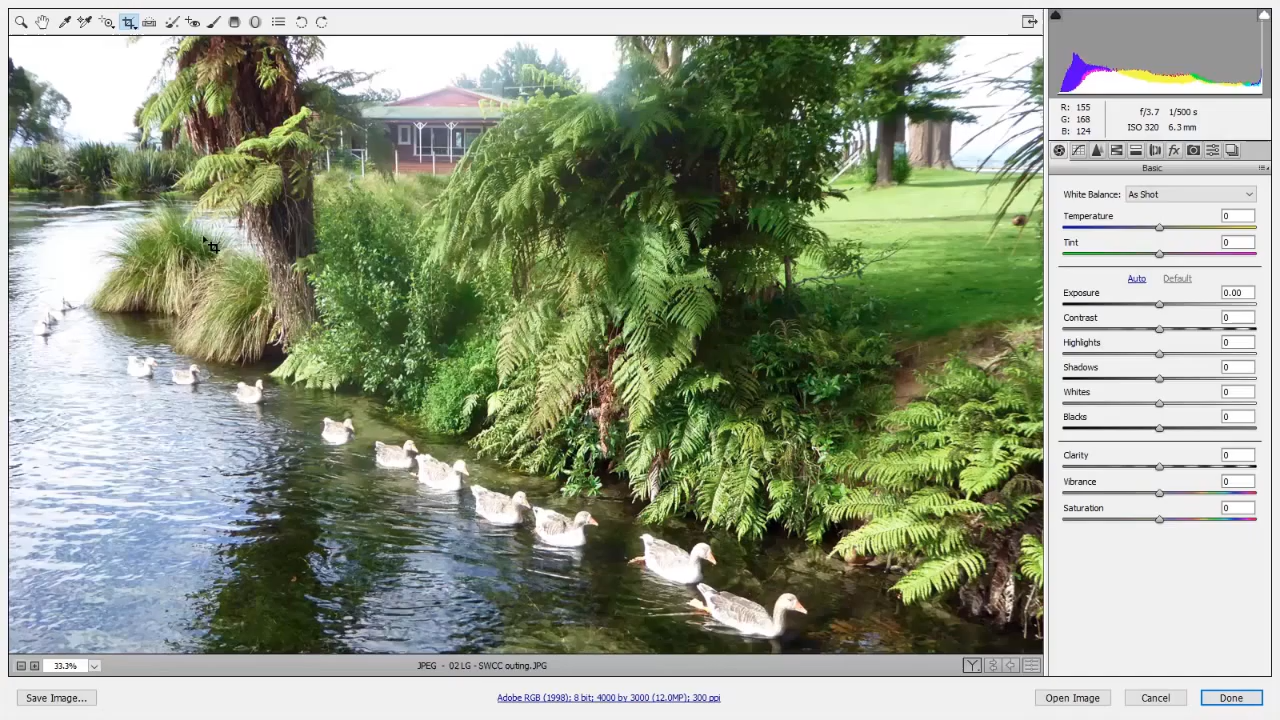 R: 155
G: 168
B: 124
f/3.7 1/500 s
ISO 320 6.3 mm
fx
Basic
White Balance: As Shot
Temperature 0
Tint 0
Auto Default
Exposure 0.00
Contrast 0
Highlights 0
Shadows 0
Whites 0
Blacks 0
Clarity 0
Vibrance 0
Saturation 0
33.3%
JPEG - 02 LG - SWCC outing.JPG
Y
Save Image...
Adobe RGB (1998); 8 bit; 4000 by 3000 (12.0MP); 300 ppi
Open Image
Cancel
Done